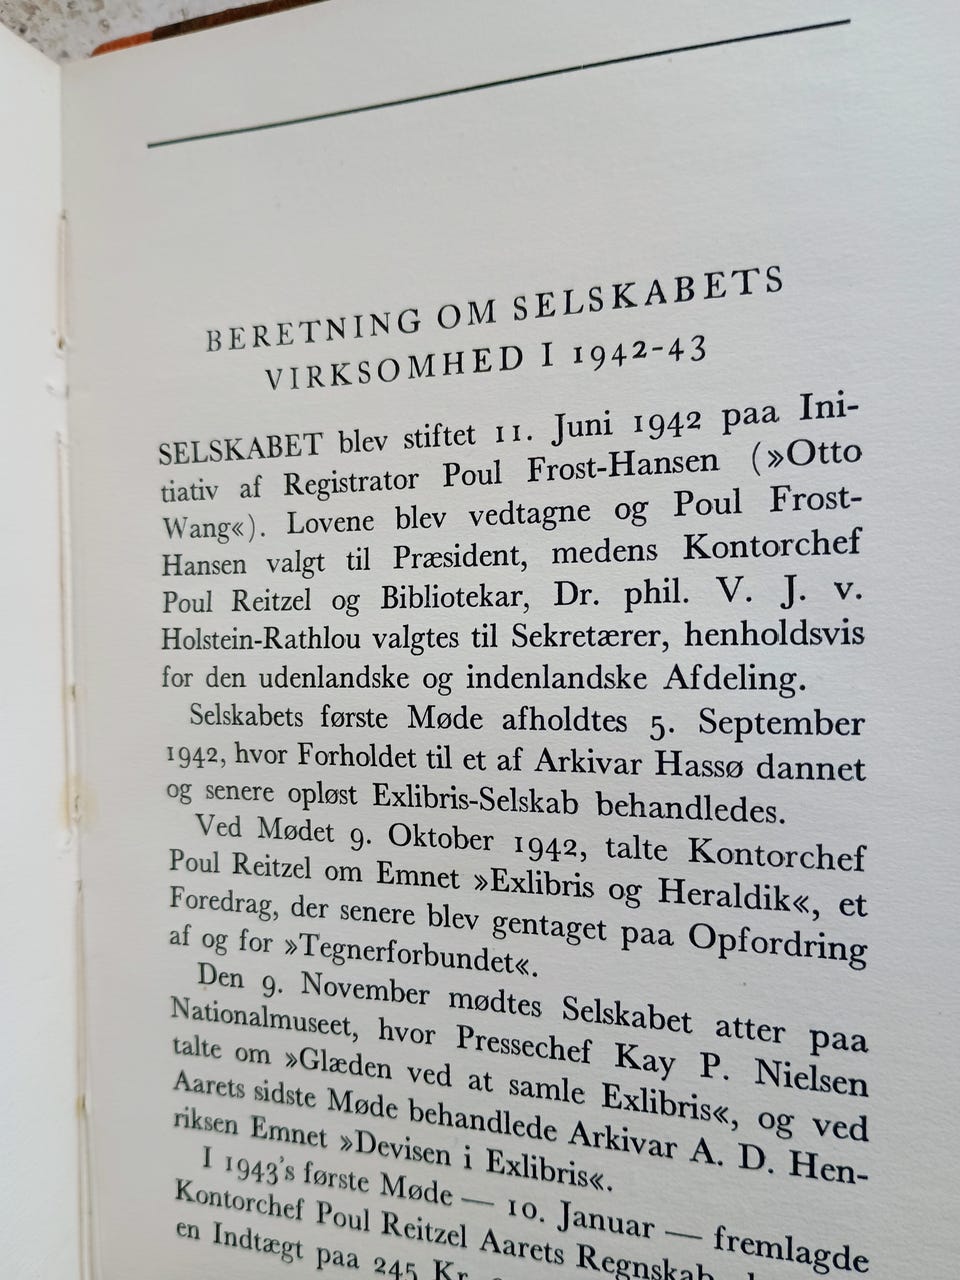 BERETNING OM SELSKABETS
VIRKSOMHED I 1942-43
SELSKABET blev stiftet 11. Juni 1942 paa Ini-
tiativ af Registrator Poul Frost-Hansen (»Otto
Wang«). Lovene blev vedtagne og Poul Frost-
Hansen valgt til Præsident, medens Kontorchef
Poul Reitzel og Bibliotekar, Dr. phil. V. J. v.
Holstein-Rathlou valgtes til Sekretærer, henholdsvis
for den udenlandske og indenlandske Afdeling.
Selskabets første Møde afholdtes 5. September
1942, hvor Forholdet til et af Arkivar Hassø dannet
og senere opløst Exlibris-Selskab behandledes.
Ved Mødet 9. Oktober 1942, talte Kontorchef
Poul Reitzel om Emnet »Exlibris og Heraldik«, et
Foredrag, der senere blev gentaget paa Opfordring
af og for »Tegnerforbundet«.
Den 9. November mødtes Selskabet atter paa
Nationalmuseet, hvor Pressechef Kay P. Nielsen
talte om »Glæden ved at samle Exlibris«, og ved
Aarets sidste Møde behandlede Arkivar A. D. Hen-
riksen Emnet »Devisen i Exlibris«.
I 1943's første Møde — 10. Januar — fremlagde
Kontorchef Poul Reitzel Aarets Regnskab
en Indtægt paa 245 Kr.